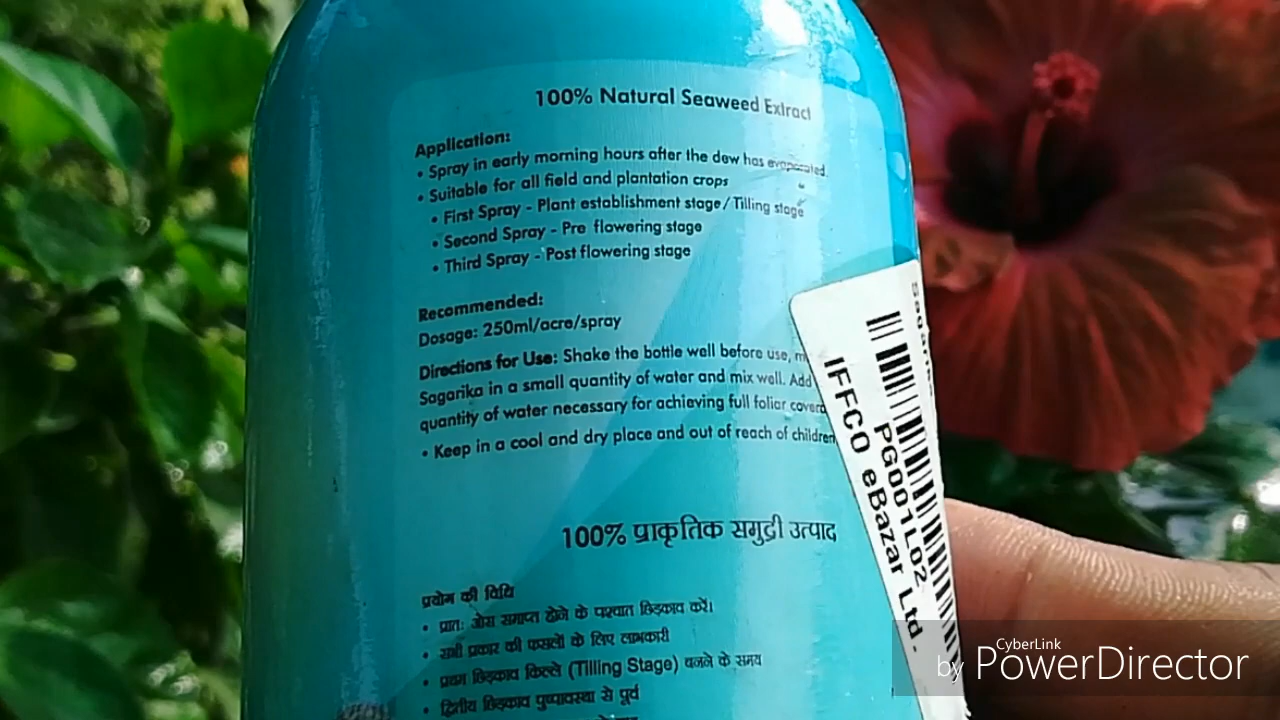 100% Natural Seaweed Extract
Application:
• Spray in early morning hours after the dew has evaporated.
• Suitable for all field and plantation crops
• First Spray - Plant establishment stage/Tilling stage
• Second Spray - Pre flowering stage
• Third Spray - Post flowering stage
Recommended:
Dosage: 250ml/acre/spray
Directions for Use: Shake the bottle well before use, m
Sagarika in a small quantity of water and mix well. Add
quantity of water necessary for achieving full foliar covera
• Keep in a cool and dry place and out of reach of children
100% प्राकृतिक समुद्री उत्पाद
प्रयोग की विधि
• प्रातः ओस समाप्त होने के पश्चात छिड़काव करें।
• सभी प्रकार की फसलों के लिए लाभकारी
• प्रथम छिड़काव किल्ले (Tilling Stage) बनने के समय
• द्वितीय छिड़काव पुष्पावस्था से पूर्व
PG001L02
IFFCO eBazar Ltd.
CyberLink
by PowerDirector